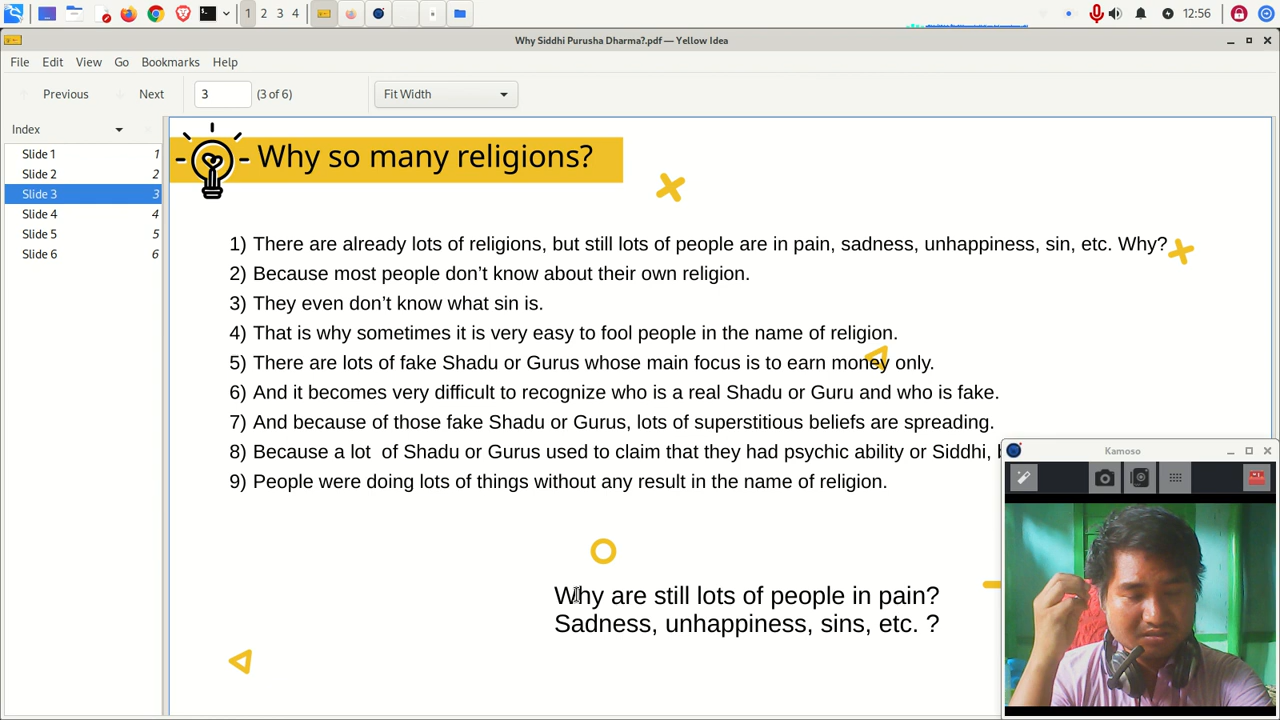 1 2 3 4
12:56
Why Siddhi Purusha Dharma?.pdf — Yellow Idea
File Edit View Go Bookmarks Help
Previous Next 3 (3 of 6) Fit Width
Index
Slide 1 1
Slide 2 2
Slide 3 3
Slide 4 4
Slide 5 5
Slide 6 6
Why so many religions?
1) There are already lots of religions, but still lots of people are in pain, sadness, unhappiness, sin, etc. Why?
2) Because most people don’t know about their own religion.
3) They even don’t know what sin is.
4) That is why sometimes it is very easy to fool people in the name of religion.
5) There are lots of fake Shadu or Gurus whose main focus is to earn money only.
6) And it becomes very difficult to recognize who is a real Shadu or Guru and who is fake.
7) And because of those fake Shadu or Gurus, lots of superstitious beliefs are spreading.
8) Because a lot  of Shadu or Gurus used to claim that they had psychic ability or Siddhi,
9) People were doing lots of things without any result in the name of religion.
Why are still lots of people in pain?
Sadness, unhappiness, sins, etc. ?
Kamoso